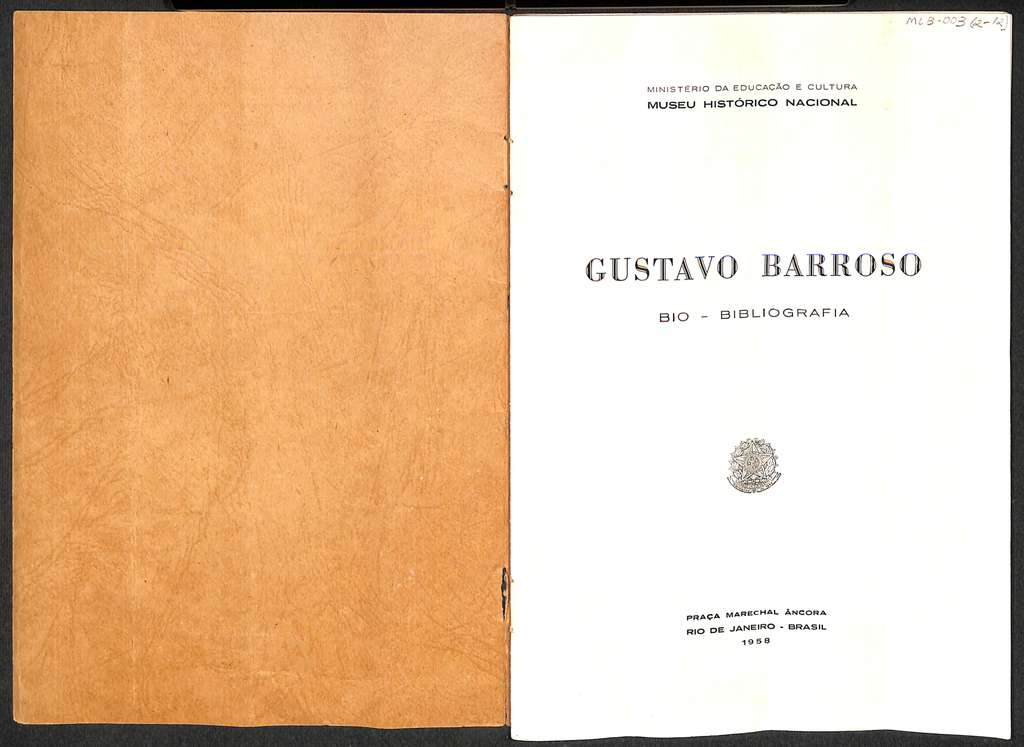 MLB-003 (2-12)
MINISTÉRIO DA EDUCAÇÃO E CULTURA
MUSEU HISTÓRICO NACIONAL
GUSTAVO BARROSO
BIO - BIBLIOGRAFIA
PRAÇA MARECHAL ÂNCORA
RIO DE JANEIRO - BRASIL
1958